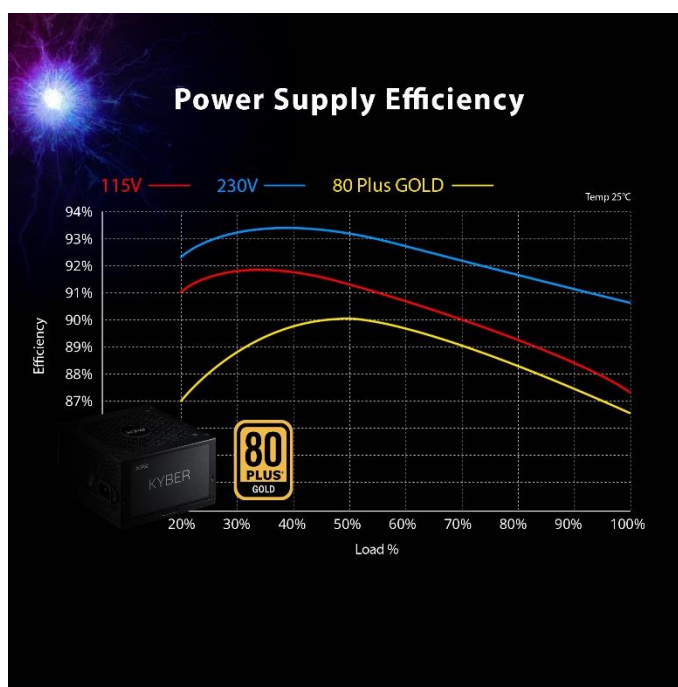 Power Supply Efficiency
115V 230V 80 Plus GOLD
Temp 25℃
94%
93%
92%
91%
90%
89%
88%
87%
Efficiency
XPG
KYBER
80
PLUS
GOLD
20% 30% 40% 50% 60% 70% 80% 90% 100%
Load %